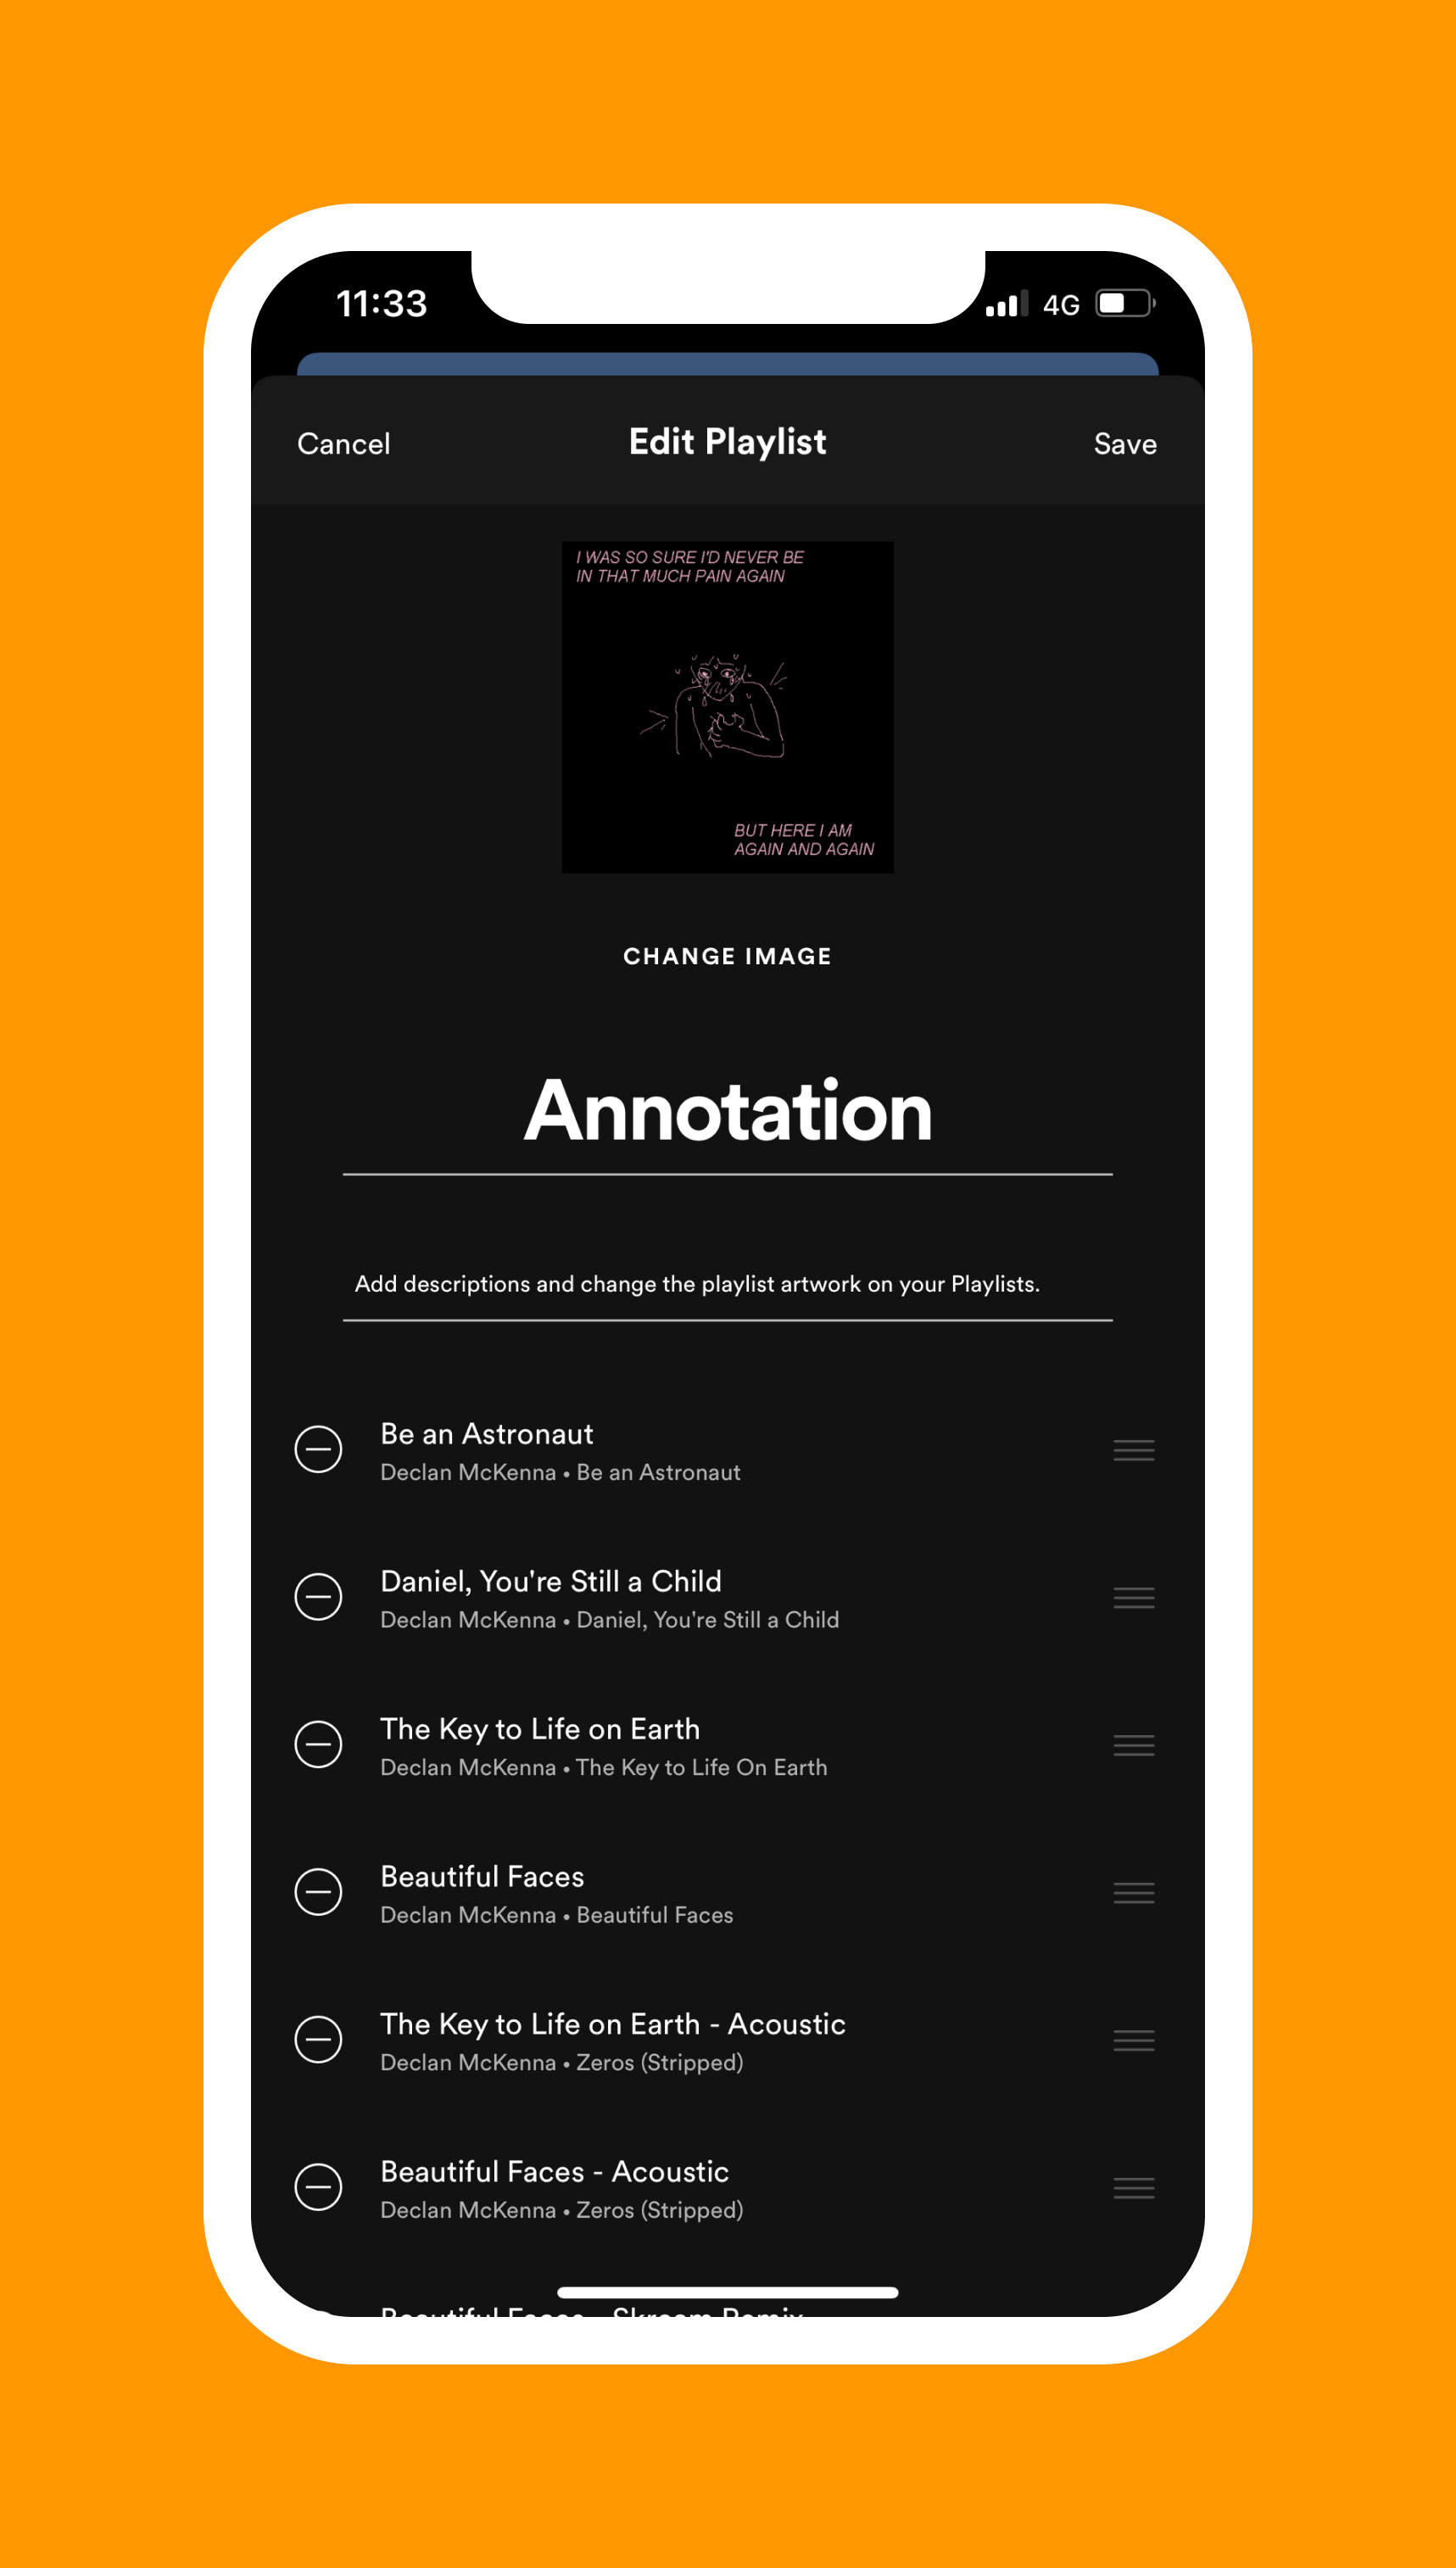 11:33
4G
Cancel
Edit Playlist
Save
I WAS SO SURE I'D NEVER BE
IN THAT MUCH PAIN AGAIN
BUT HERE I AM
AGAIN AND AGAIN
CHANGE IMAGE
Annotation
Add descriptions and change the playlist artwork on your Playlists.
Be an Astronaut
Declan McKenna • Be an Astronaut
Daniel, You're Still a Child
Declan McKenna • Daniel, You're Still a Child
The Key to Life on Earth
Declan McKenna • The Key to Life On Earth
Beautiful Faces
Declan McKenna • Beautiful Faces
The Key to Life on Earth - Acoustic
Declan McKenna • Zeros (Stripped)
Beautiful Faces - Acoustic
Declan McKenna • Zeros (Stripped)
Beautiful Faces - Skream Remix